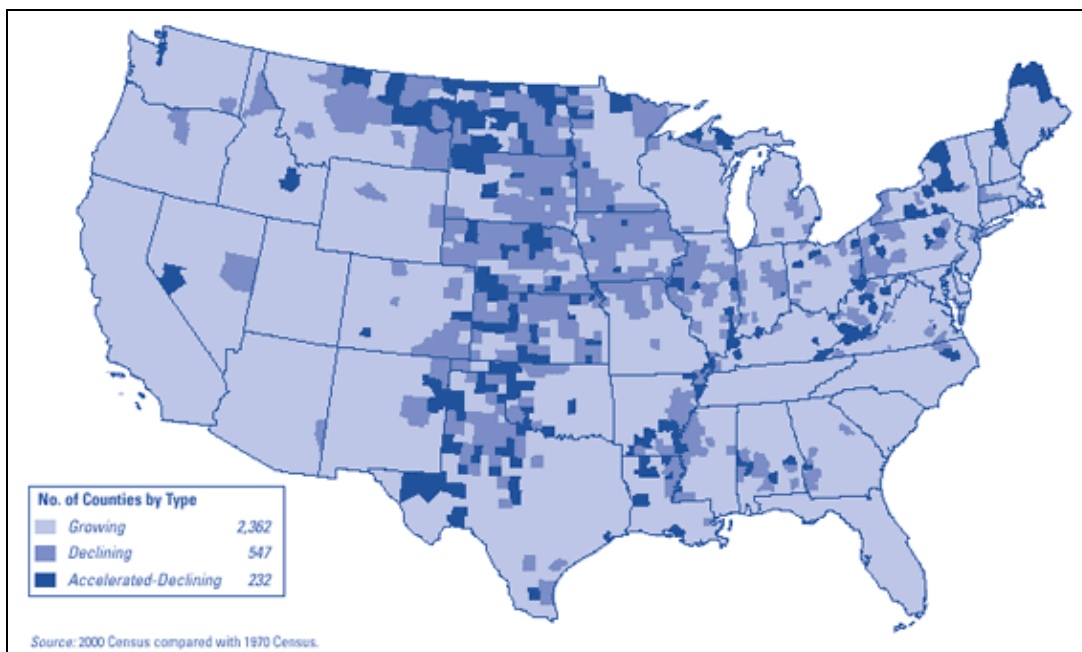 No. of Counties by Type
Growing 2,362
Declining 547
Accelerated-Declining 232
Source: 2000 Census compared with 1970 Census.